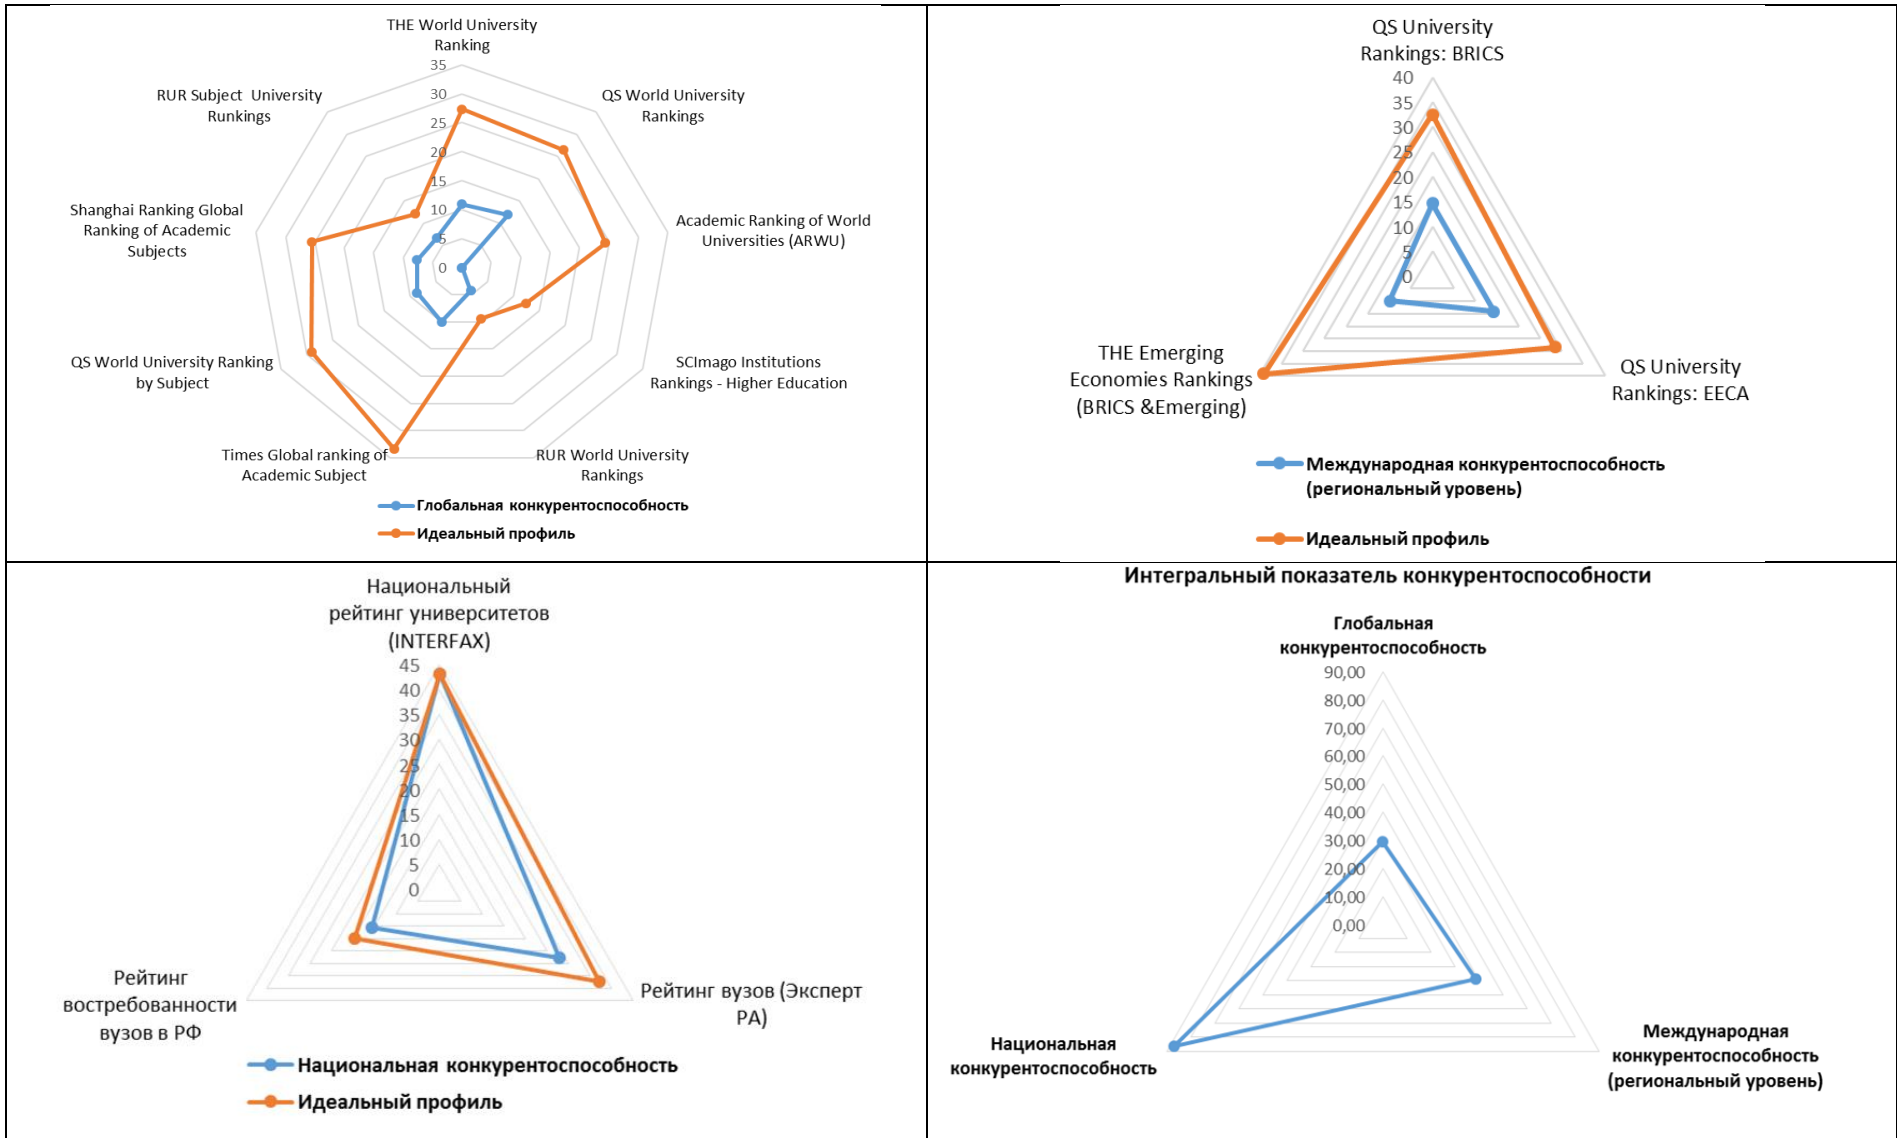 THE World University
Ranking
35
30
25
20
15
10
5
0
QS World University
Rankings
Academic Ranking of World
Universities (ARWU)
SCImago Institutions
Rankings - Higher Education
RUR World University
Rankings
Times Global ranking of
Academic Subject
QS World University Ranking
by Subject
Shanghai Ranking Global
Ranking of Academic
Subjects
RUR Subject University
Runkings
Глобальная конкурентоспособность
Идеальный профиль
QS University
Rankings: BRICS
40
35
30
25
20
15
10
5
0
QS University
Rankings: EECA
THE Emerging
Economies Rankings
(BRICS &Emerging)
Международная конкурентоспособность
(региональный уровень)
Идеальный профиль
Национальный
рейтинг университетов
(INTERFAX)
45
40
35
30
25
20
15
10
5
0
Рейтинг вузов (Эксперт
РА)
Рейтинг
востребованности
вузов в РФ
Национальная конкурентоспособность
Идеальный профиль
Интегральный показатель конкурентоспособности
Глобальная
конкурентоспособность
90,00
80,00
70,00
60,00
50,00
40,00
30,00
20,00
10,00
0,00
Международная
конкурентоспособность
(региональный уровень)
Национальная
конкурентоспособность